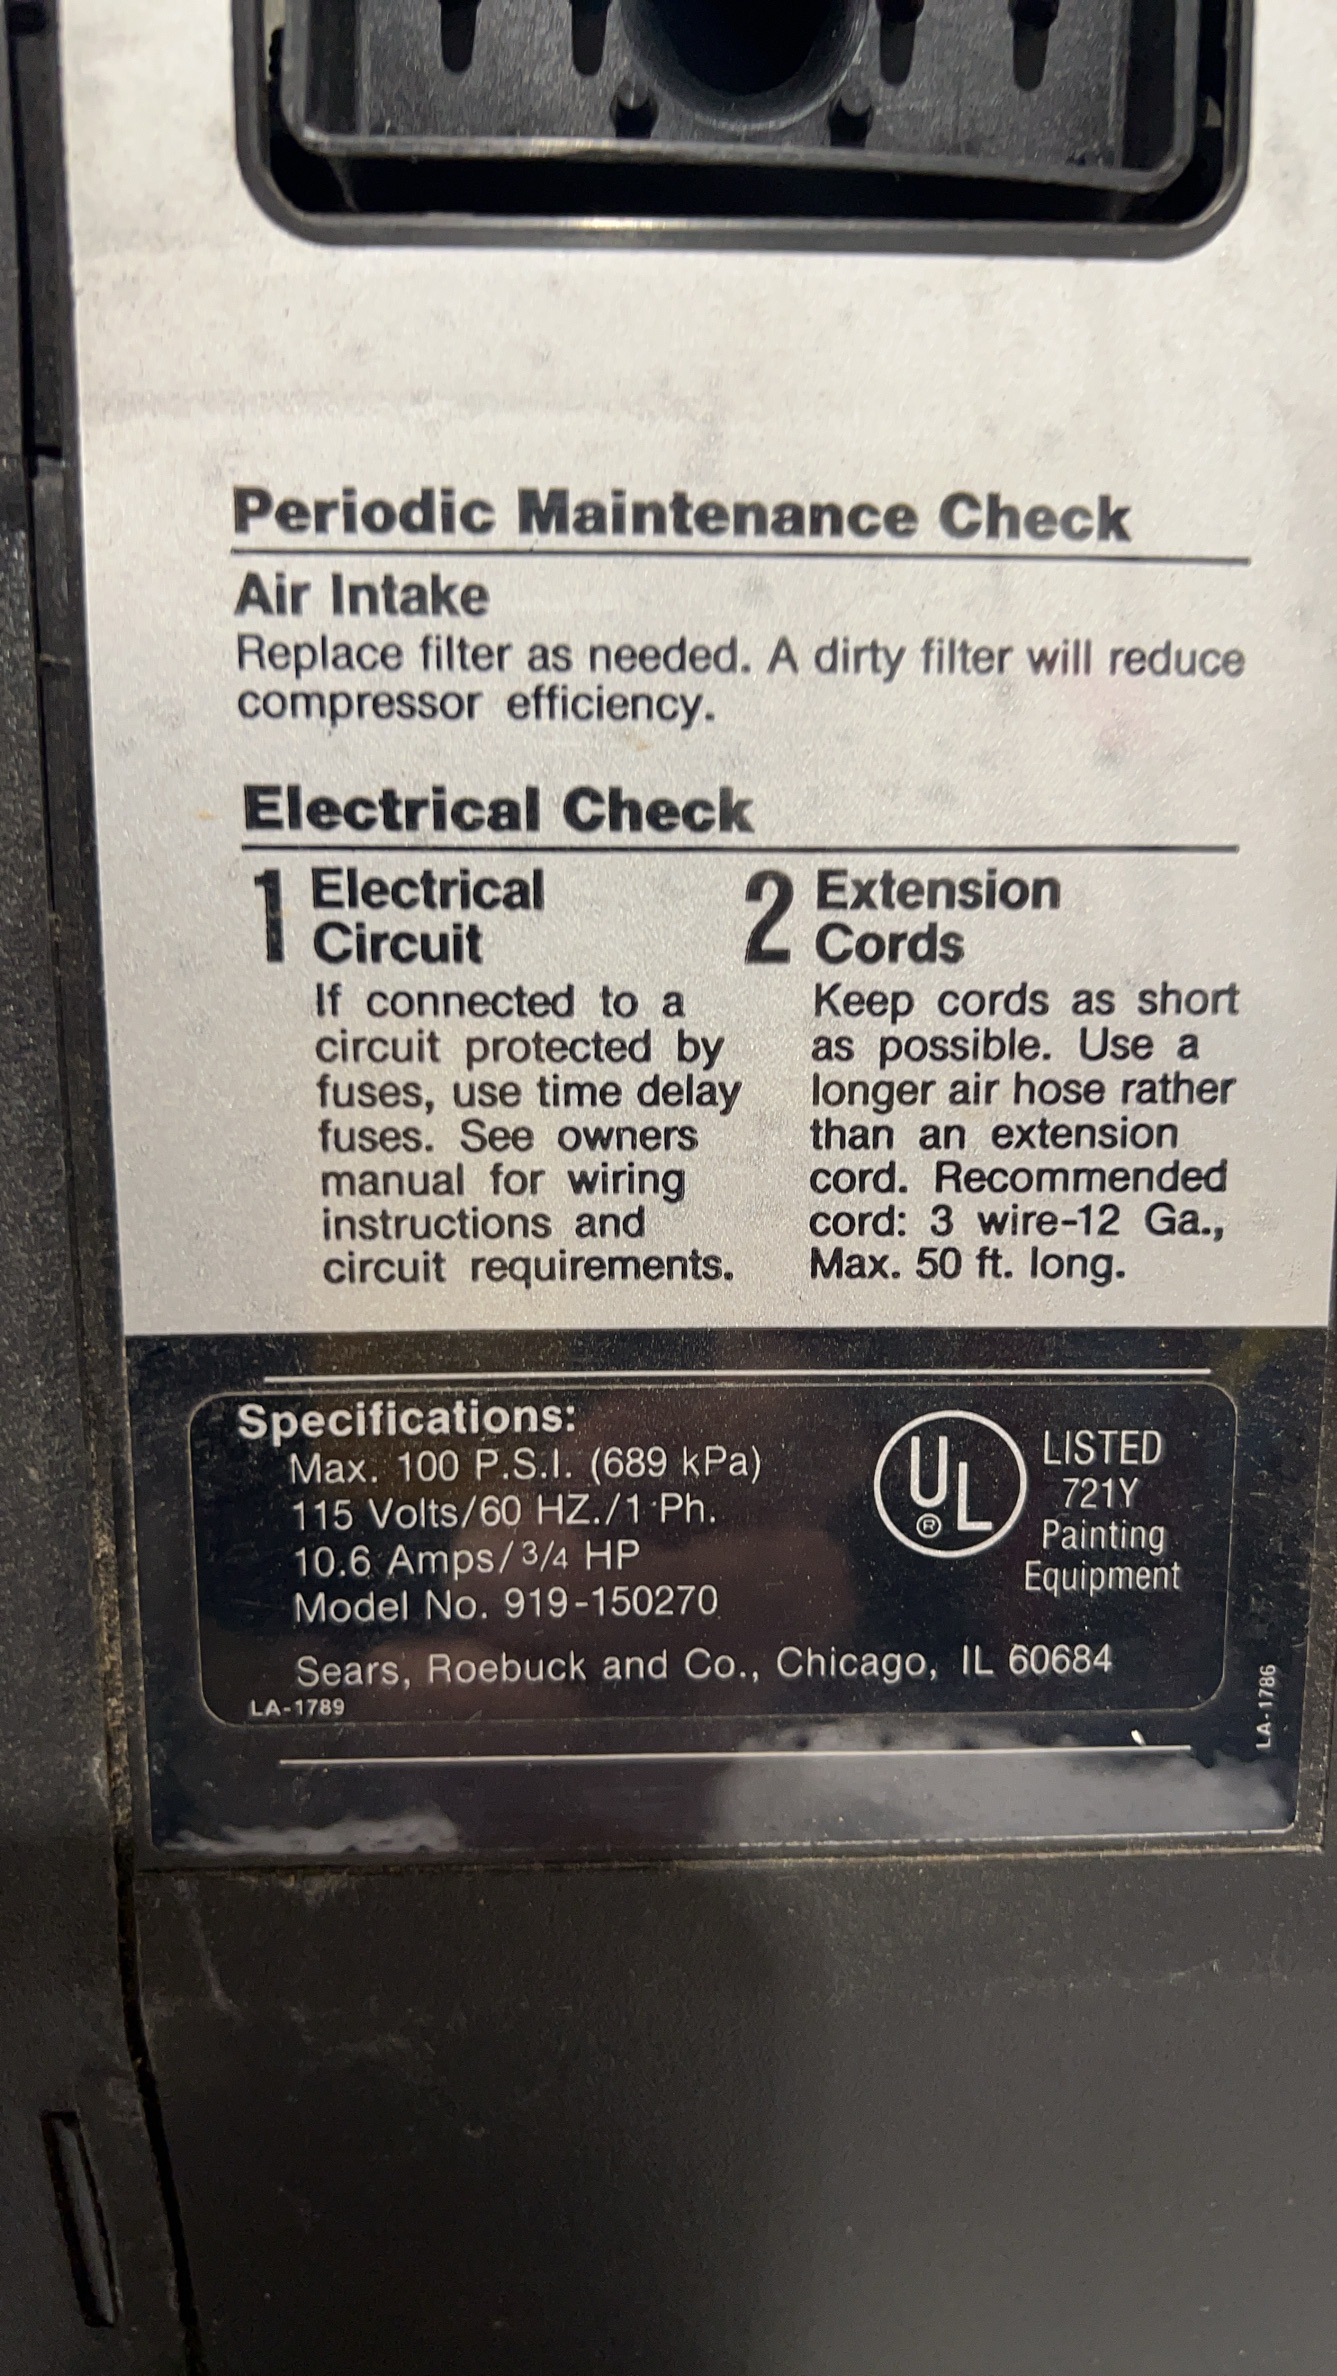 Periodic Maintenance Check
Air Intake
Replace filter as needed. A dirty filter will reduce
compressor efficiency.
Electrical Check
1 Electrical
Circuit
If connected to a
circuit protected by
fuses, use time delay
fuses. See owners
manual for wiring
instructions and
circuit requirements.
2 Extension
Cords
Keep cords as short
as possible. Use a
longer air hose rather
than an extension
cord. Recommended
cord: 3 wire-12 Ga.,
Max. 50 ft. long.
Specifications:
Max. 100 P.S.I. (689 kPa)
115 Volts/60 HZ./1 Ph.
10.6 Amps/3/4 HP
Model No. 919-150270
Sears, Roebuck and Co., Chicago, IL 60684
LA-1789
UL
®
LISTED
721Y
Painting
Equipment
LA-1786